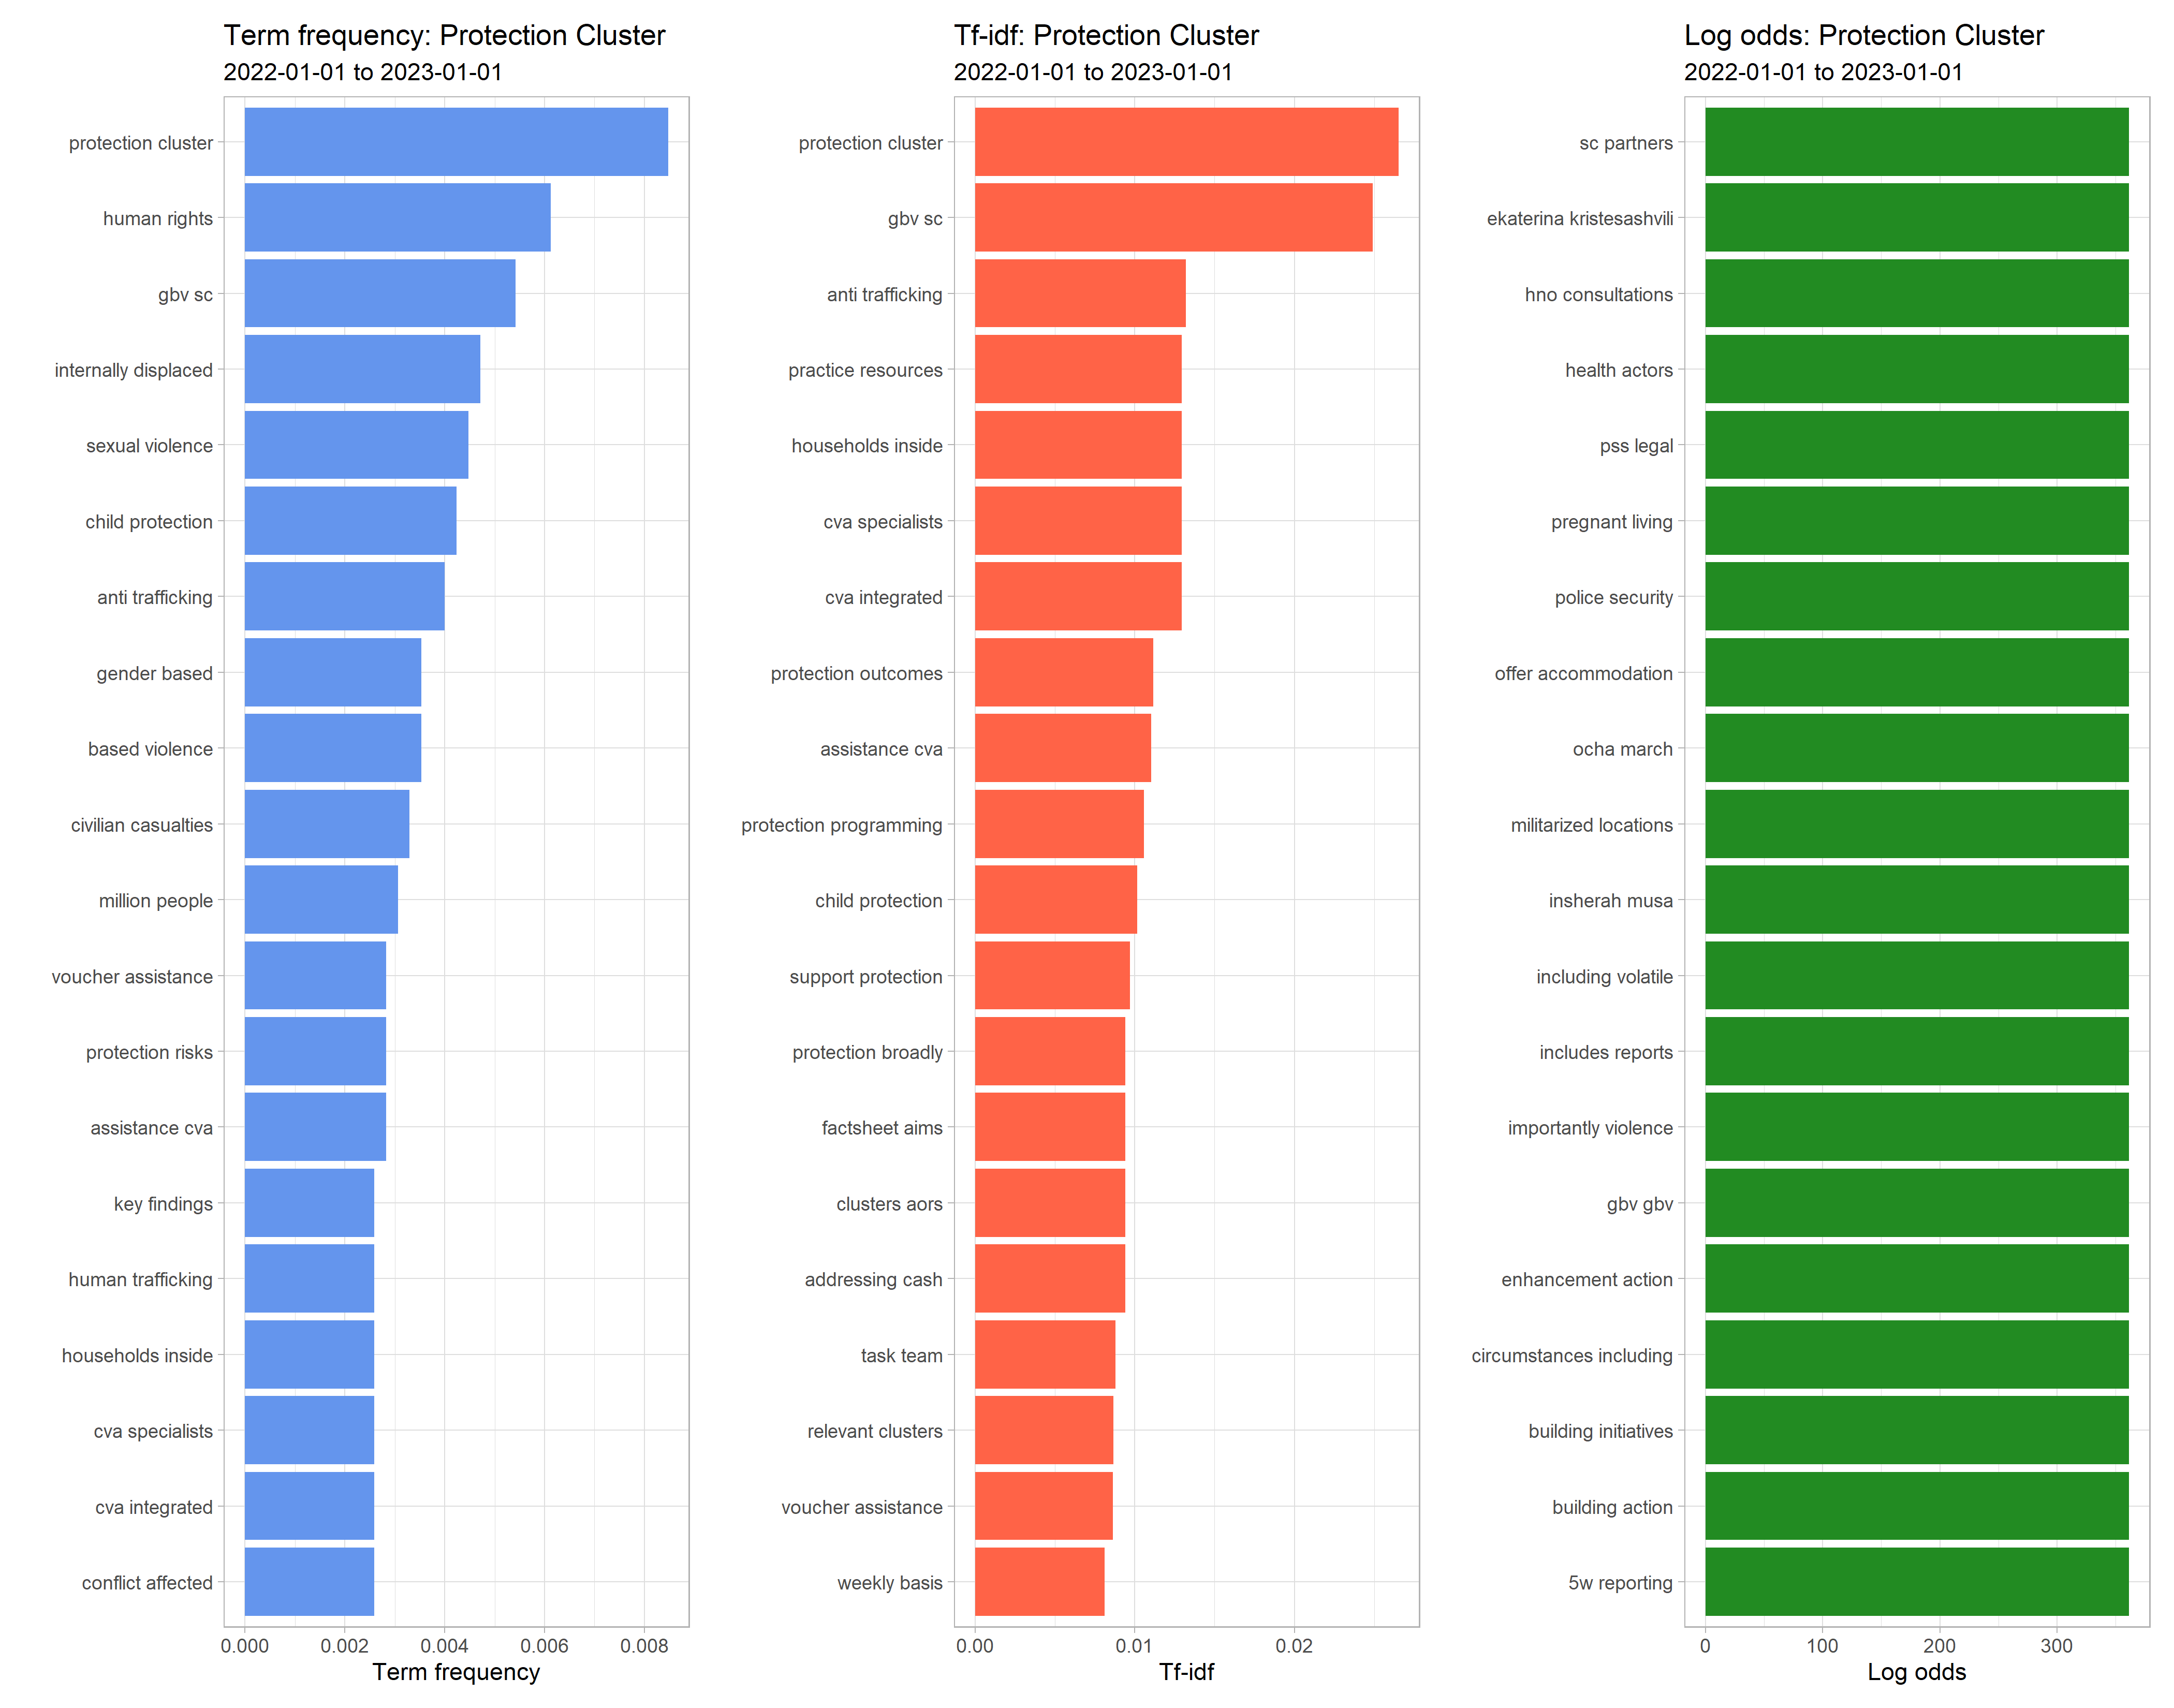 Term frequency: Protection Cluster
2022-01-01 to 2023-01-01
protection cluster
human rights
gbv sc
internally displaced
sexual violence
child protection
anti trafficking
gender based
based violence
civilian casualties
million people
voucher assistance
protection risks
assistance cva
key findings
human trafficking
households inside
cva specialists
cva integrated
conflict affected
0.000 0.002 0.004 0.006 0.008
Term frequency
Tf-idf: Protection Cluster
2022-01-01 to 2023-01-01
protection cluster
gbv sc
anti trafficking
practice resources
households inside
cva specialists
cva integrated
protection outcomes
assistance cva
protection programming
child protection
support protection
protection broadly
factsheet aims
clusters aors
addressing cash
task team
relevant clusters
voucher assistance
weekly basis
0.00 0.01 0.02
Tf-idf
Log odds: Protection Cluster
2022-01-01 to 2023-01-01
sc partners
ekaterina kristesashvili
hno consultations
health actors
pss legal
pregnant living
police security
offer accommodation
ocha march
militarized locations
insherah musa
including volatile
includes reports
importantly violence
gbv gbv
enhancement action
circumstances including
building initiatives
building action
5w reporting
0 100 200 300
Log odds